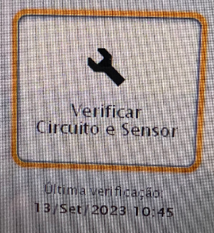 Verificar
Circuito e Sensor
Última verificação:
13/Set/2023 10:45